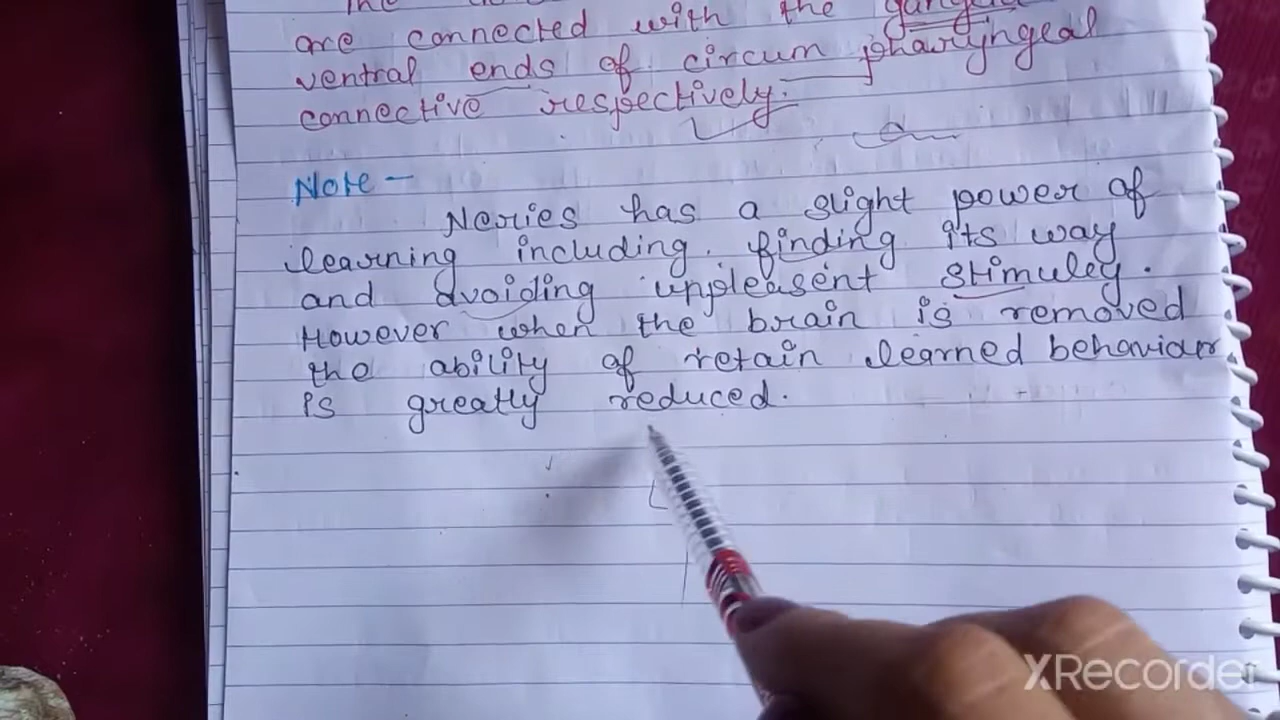 The
are connected with the
ventral ends of circum pharyngeal
connective respectively.
Note -
Neries has a slight power of
learning including. finding its way
and avoiding unpleasent stimuley.
However when the brain is removed
the ability of retain learned behaviour
is greatly reduced.
XRecorder